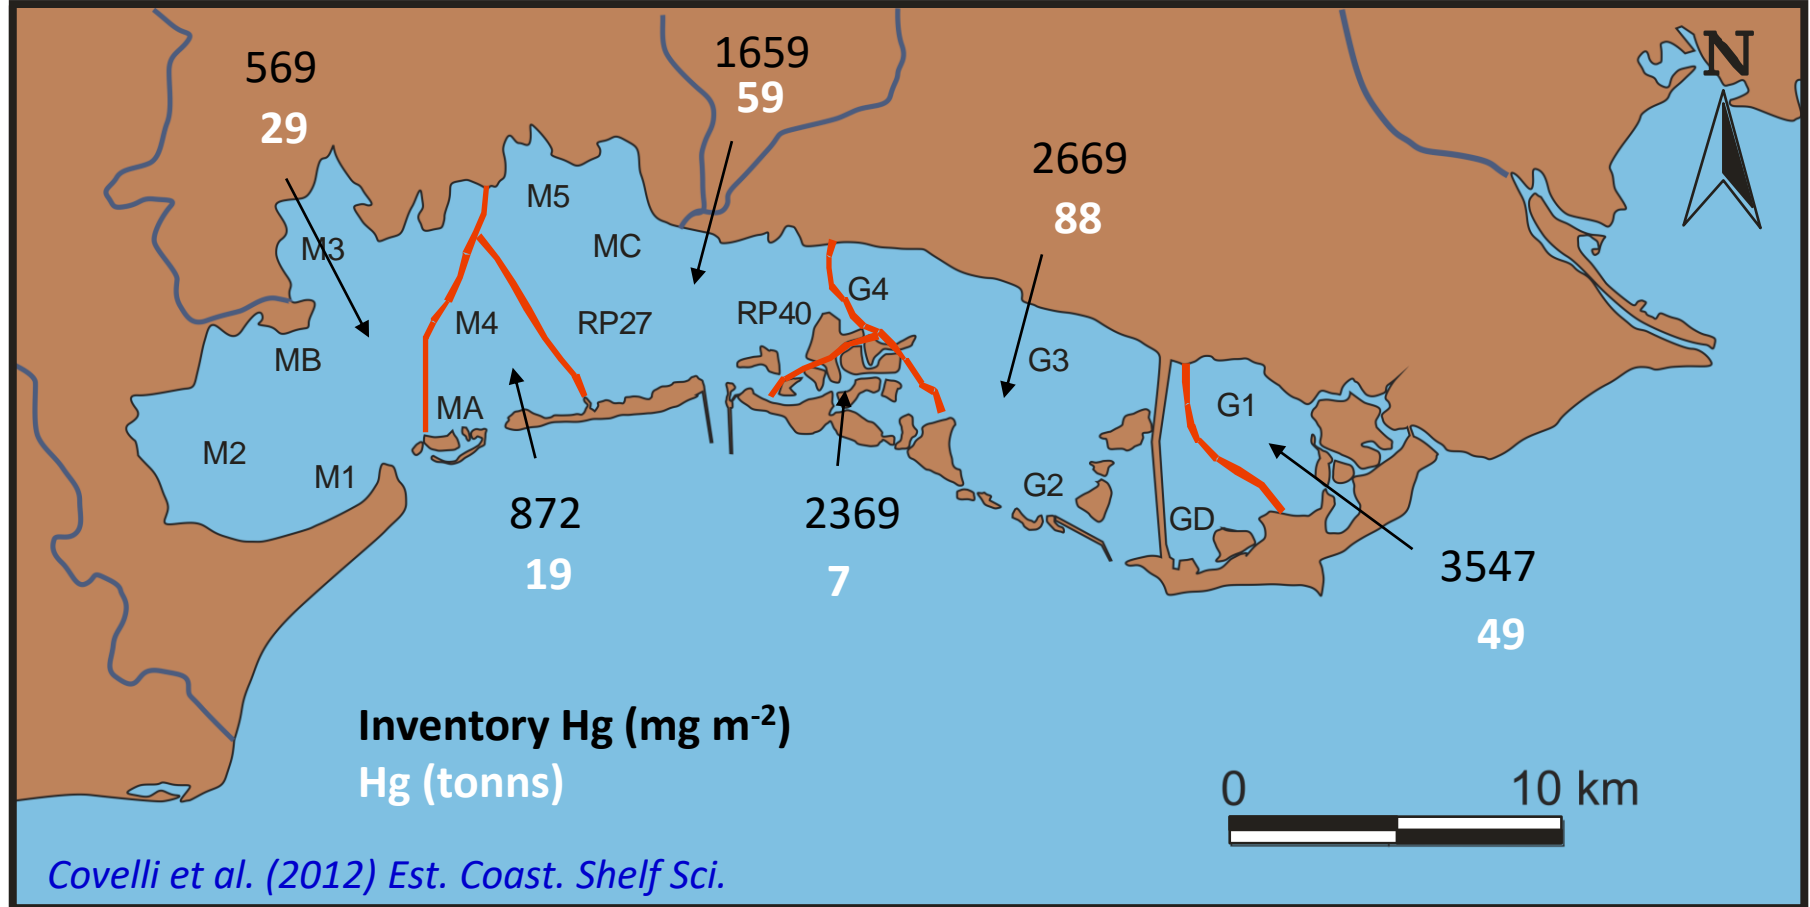 N
569
29
1659
59
2669
88
M5
MC
M3
G4
RP40
M4
RP27
MB
G3
MA
G1
M2
M1
G2
GD
872
19
2369
7
3547
49
Inventory Hg (mg m-2)
Hg (tonns)
0 10 km
Covelli et al. (2012) Est. Coast. Shelf Sci.